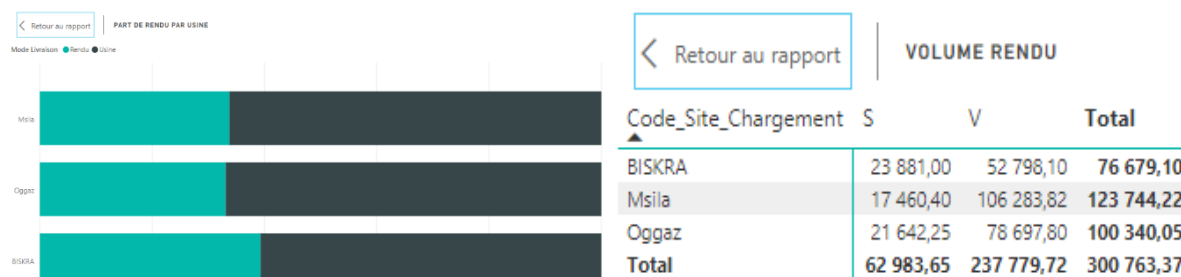 Retour au rapport
PART DE RENDU PAR USINE
Mode Livraison Rendu Usine
Msila
Oggaz
BISKRA
Retour au rapport
VOLUME RENDU
Code_Site_Chargement S V Total
BISKRA 23 881,00 52 798,10 76 679,10
Msila 17 460,40 106 283,82 123 744,22
Oggaz 21 642,25 78 697,80 100 340,05
Total 62 983,65 237 779,72 300 763,37